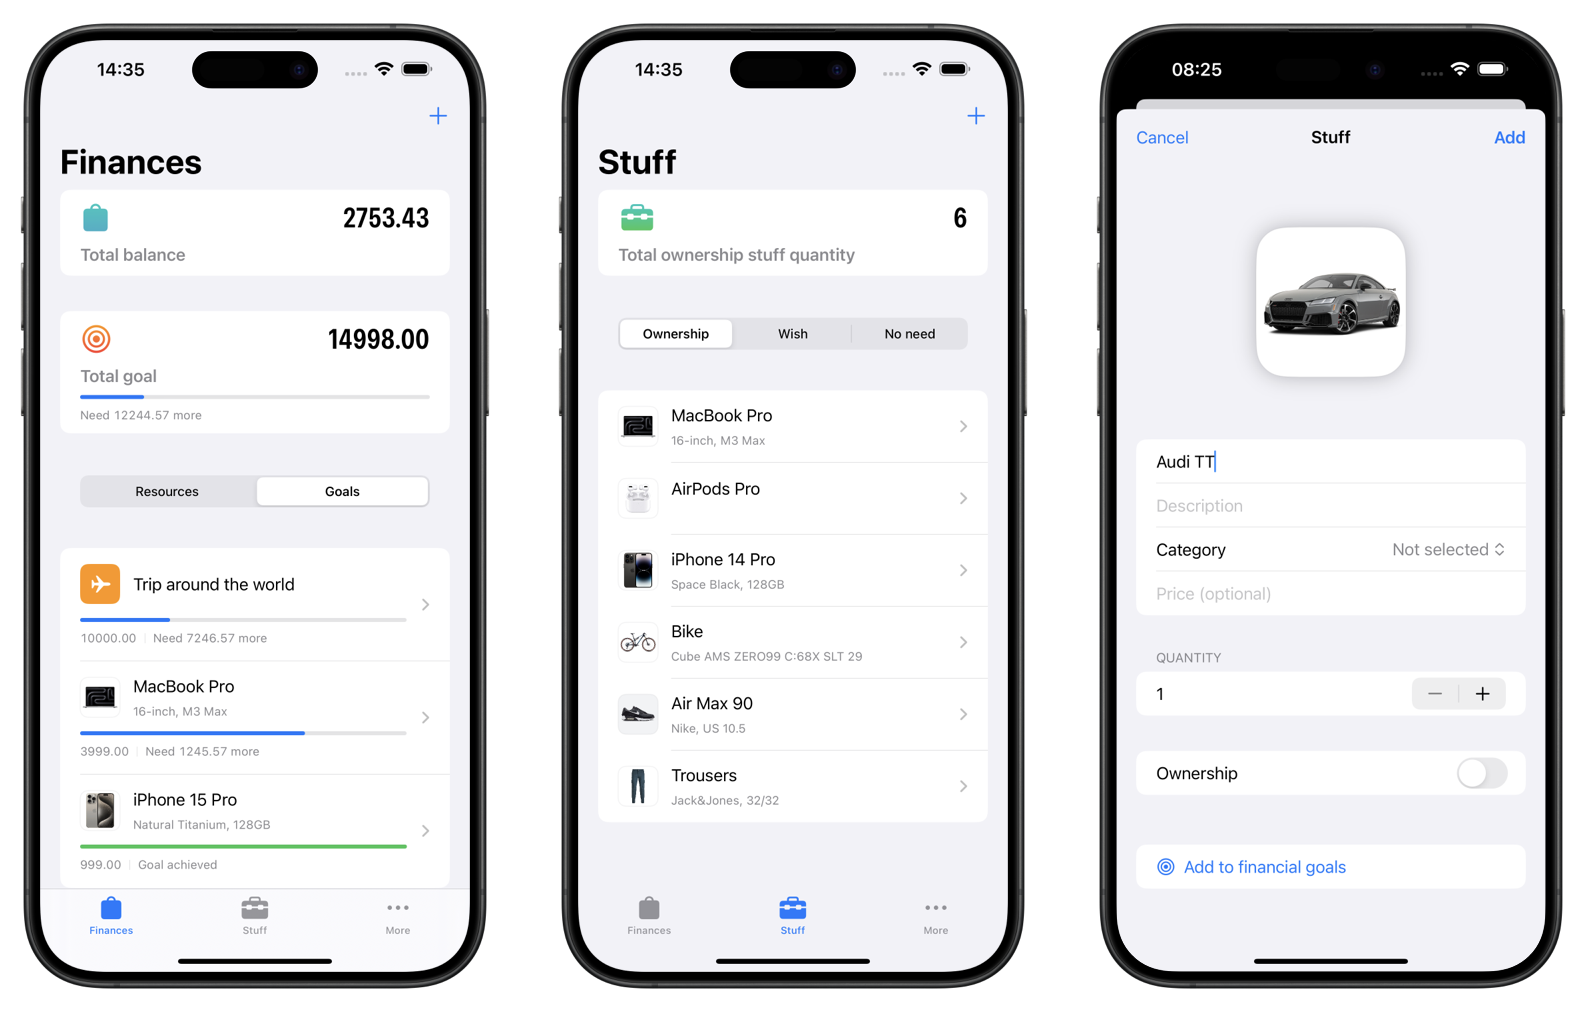 14:35
Finances
2753.43
Total balance
14998.00
Total goal
Need 12244.57 more
Resources Goals
Trip around the world
10000.00 Need 7246.57 more
MacBook Pro
16-inch, M3 Max
3999.00 Need 1245.57 more
iPhone 15 Pro
Natural Titanium, 128GB
999.00 Goal achieved
Finances Stuff More
14:35
Stuff
6
Total ownership stuff quantity
Ownership Wish No need
MacBook Pro
16-inch, M3 Max
AirPods Pro
iPhone 14 Pro
Space Black, 128GB
Bike
Cube AMS ZERO99 C:68X SLT 29
Air Max 90
Nike, US 10.5
Trousers
Jack&Jones, 32/32
Finances Stuff More
08:25
Cancel Stuff Add
Audi TT
Description
Category Not selected
Price (optional)
QUANTITY
1
Ownership
Add to financial goals